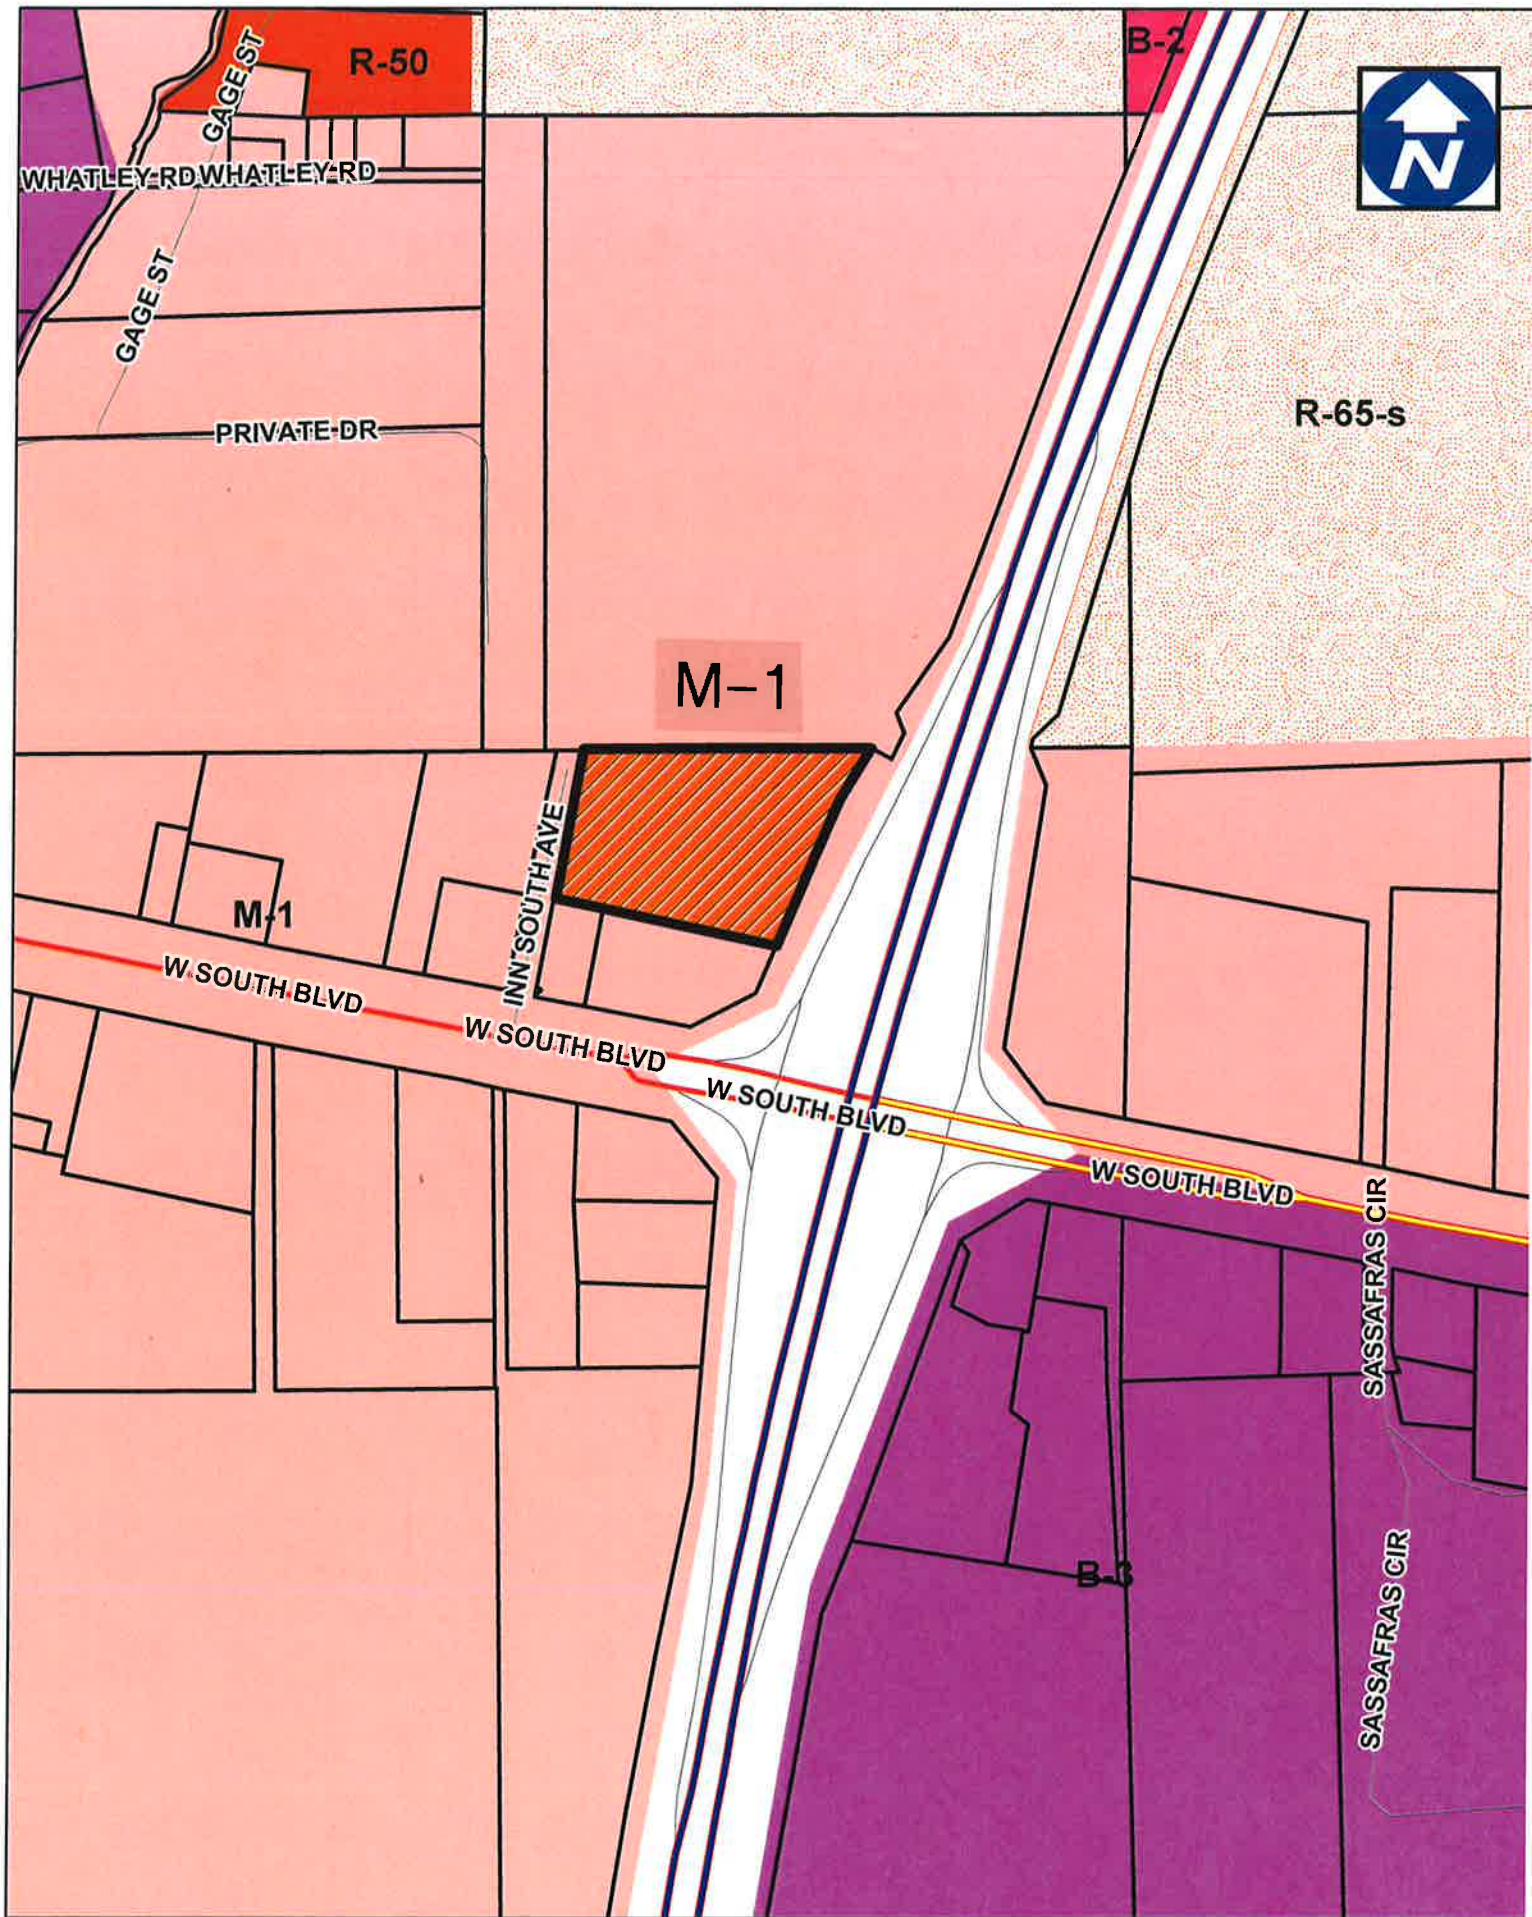 R-50
B-2
GAGE ST
N
WHATLEY RD WHATLEY RD
GAGE ST
R-65-s
PRIVATE DR
M-1
INN SOUTH AVE
M-1
W SOUTH BLVD
W SOUTH BLVD
W SOUTH BLVD
W SOUTH BLVD
SASSAFRAS CIR
B-3
SASSAFRAS CIR